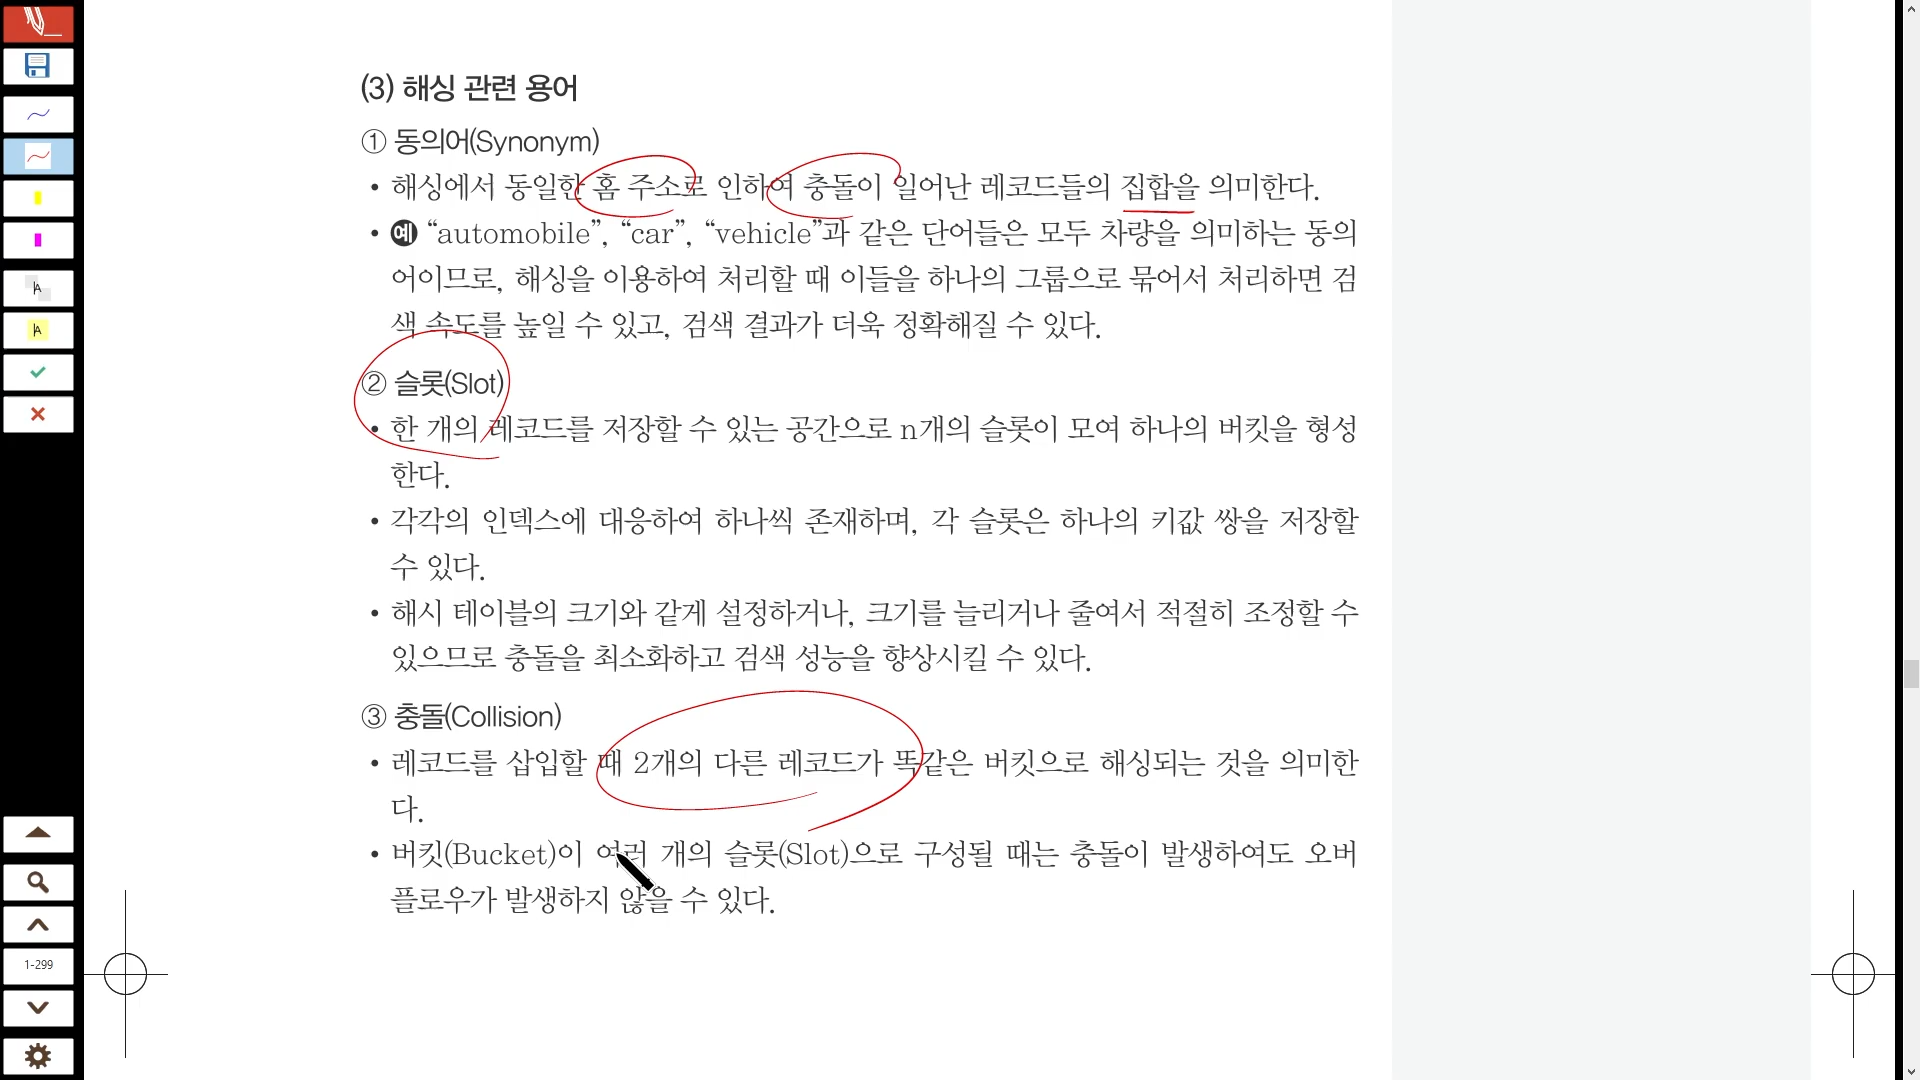 (3) 해싱 관련 용어
① 동의어(Synonym)
• 해싱에서 동일한 홈 주소로 인하여 충돌이 일어난 레코드들의 집합을 의미한다.
• 예 “automobile”, “car”, “vehicle”과 같은 단어들은 모두 차량을 의미하는 동의
어이므로, 해싱을 이용하여 처리할 때 이들을 하나의 그룹으로 묶어서 처리하면 검
색 속도를 높일 수 있고, 검색 결과가 더욱 정확해질 수 있다.
② 슬롯(Slot)
• 한 개의 레코드를 저장할 수 있는 공간으로 n개의 슬롯이 모여 하나의 버킷을 형성
한다.
• 각각의 인덱스에 대응하여 하나씩 존재하며, 각 슬롯은 하나의 키값 쌍을 저장할
수 있다.
• 해시 테이블의 크기와 같게 설정하거나, 크기를 늘리거나 줄여서 적절히 조정할 수
있으므로 충돌을 최소화하고 검색 성능을 향상시킬 수 있다.
③ 충돌(Collision)
• 레코드를 삽입할 때 2개의 다른 레코드가 똑같은 버킷으로 해싱되는 것을 의미한
다.
• 버킷(Bucket)이 여러 개의 슬롯(Slot)으로 구성될 때는 충돌이 발생하여도 오버
플로우가 발생하지 않을 수 있다.
A
A
1-299